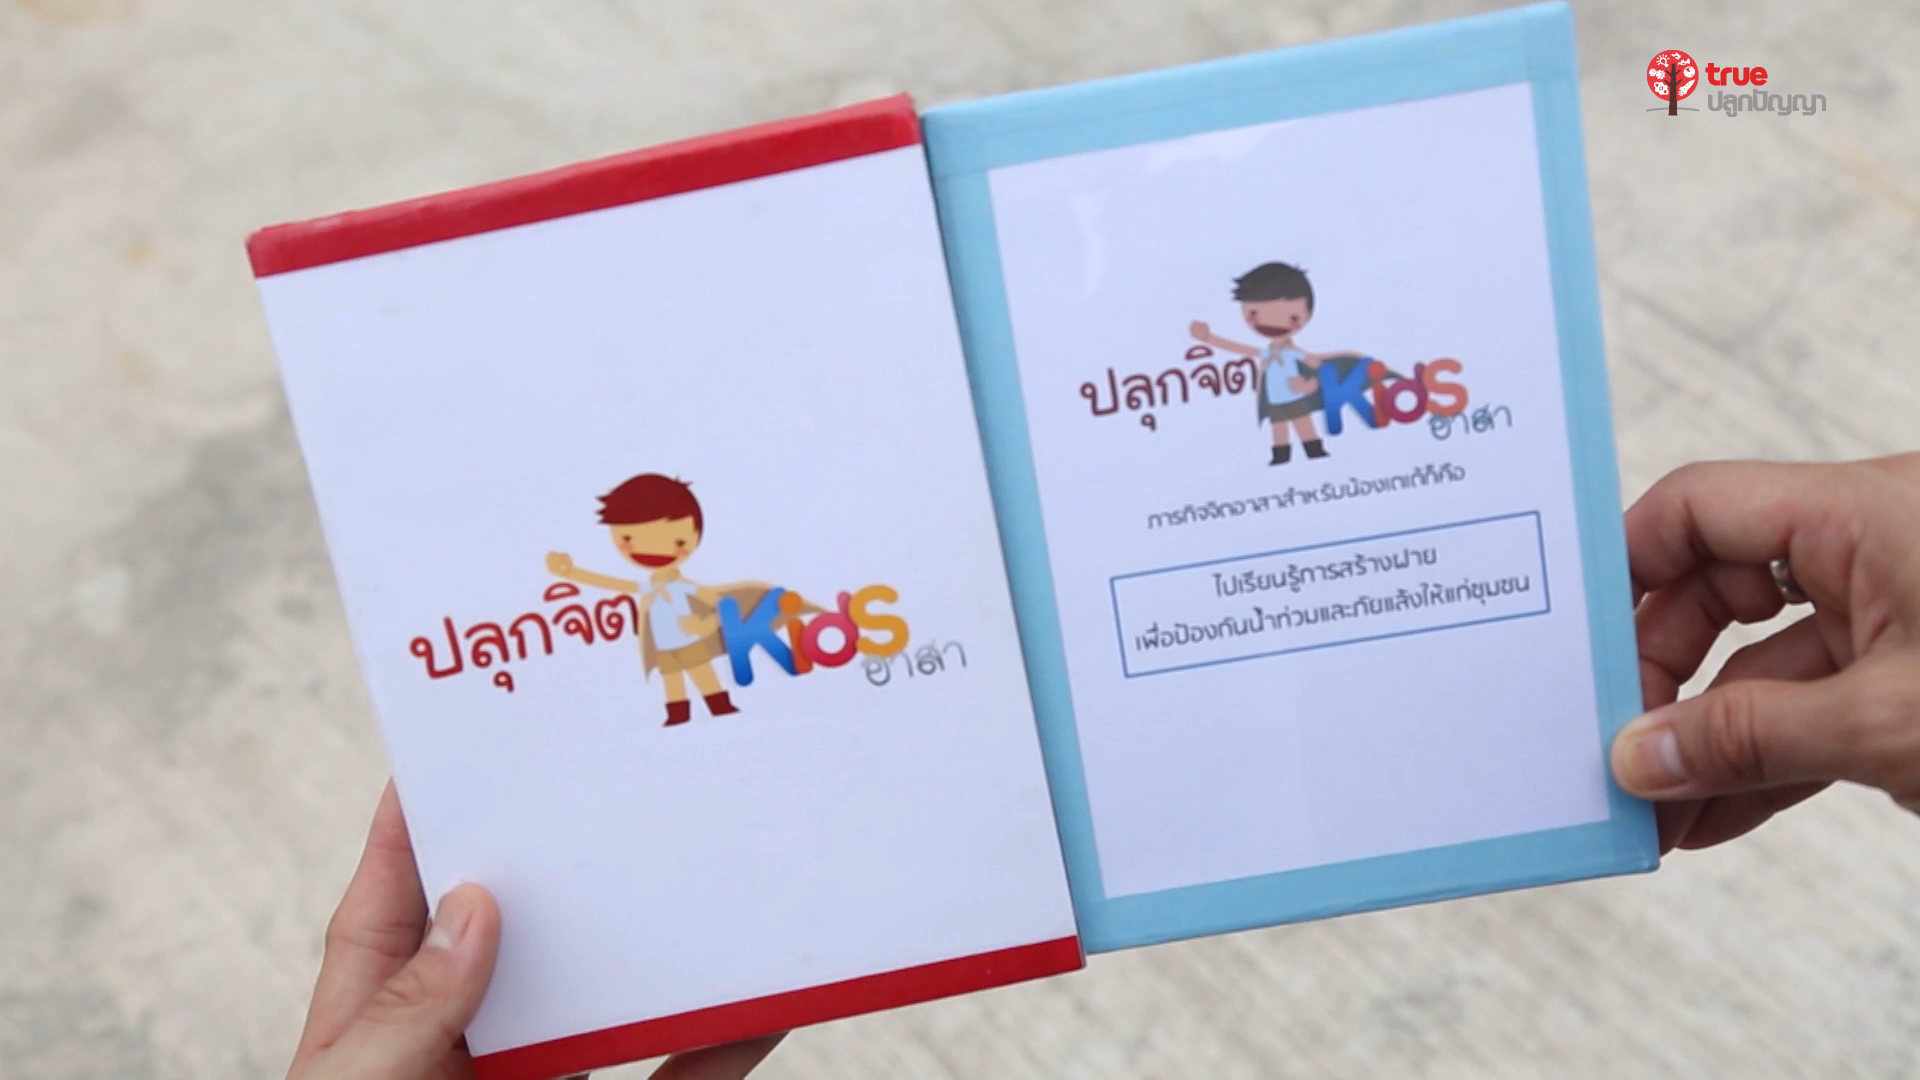 true
ปลูกปัญญา
ปลุกจิต Kids
อาสา
ปลุกจิต Kids
อาสา
ภารกิจจิตอาสาสำหรับน้องเตเต้ก็คือ
ไปเรียนรู้การสร้างฝาย
เพื่อป้องกันน้ำท่วมและภัยแล้งให้แก่ชุมชน